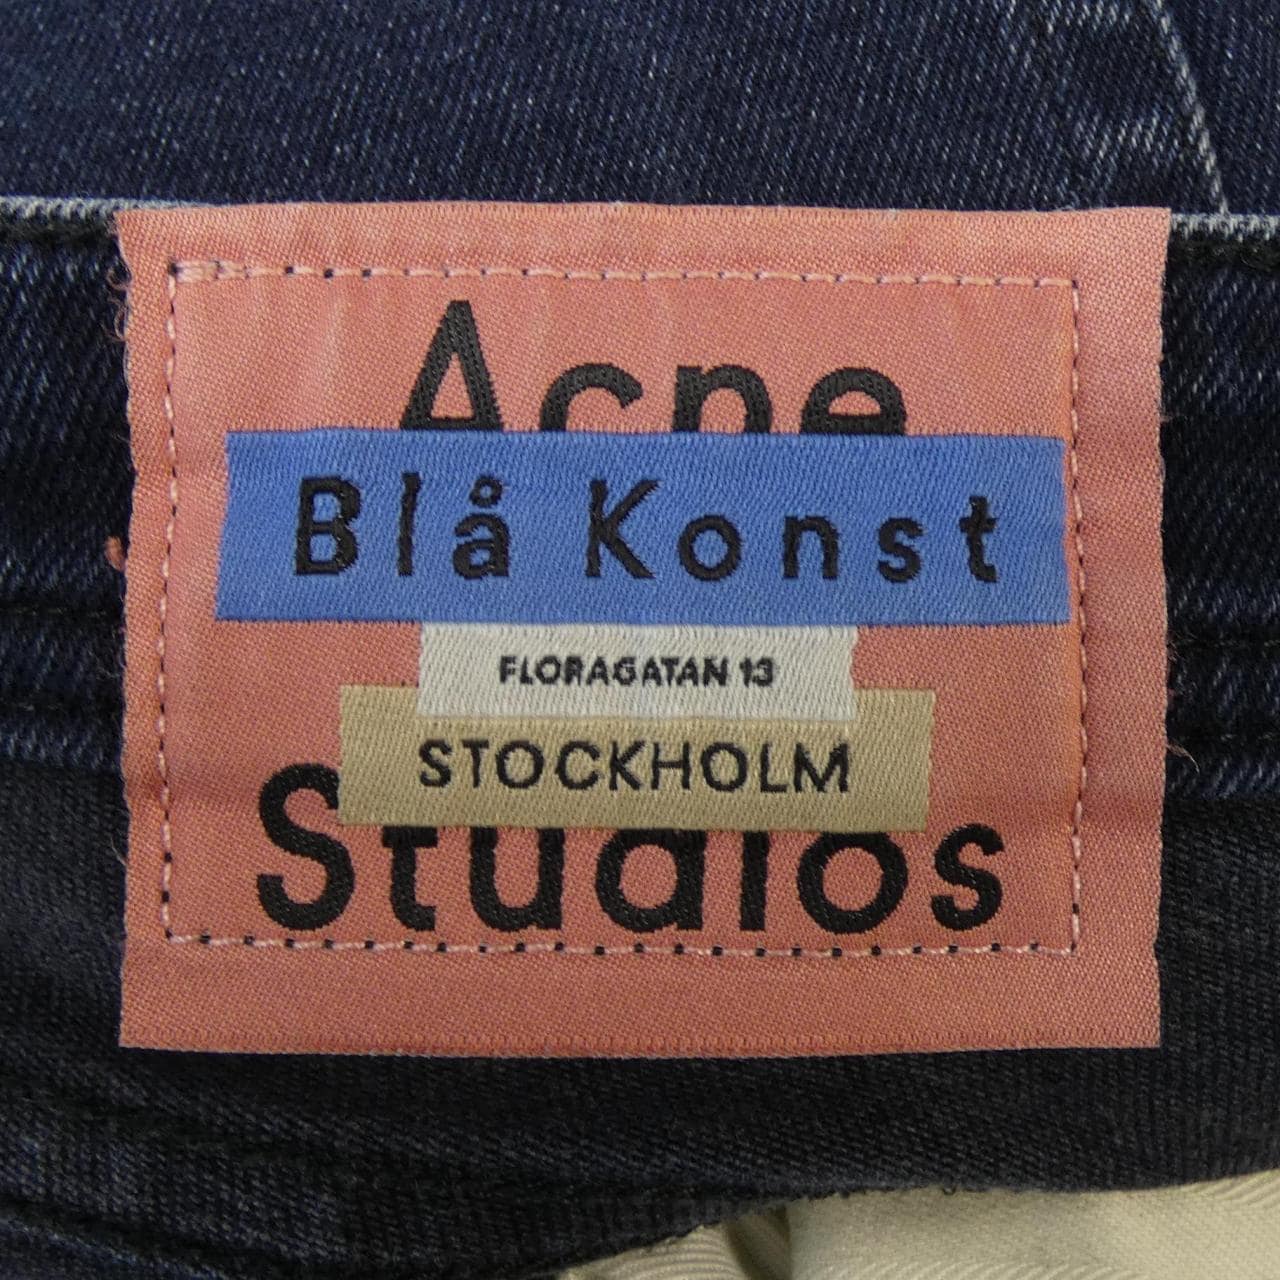 Acne
Blå Konst
FLORAGATAN 13
STOCKHOLM
Studios